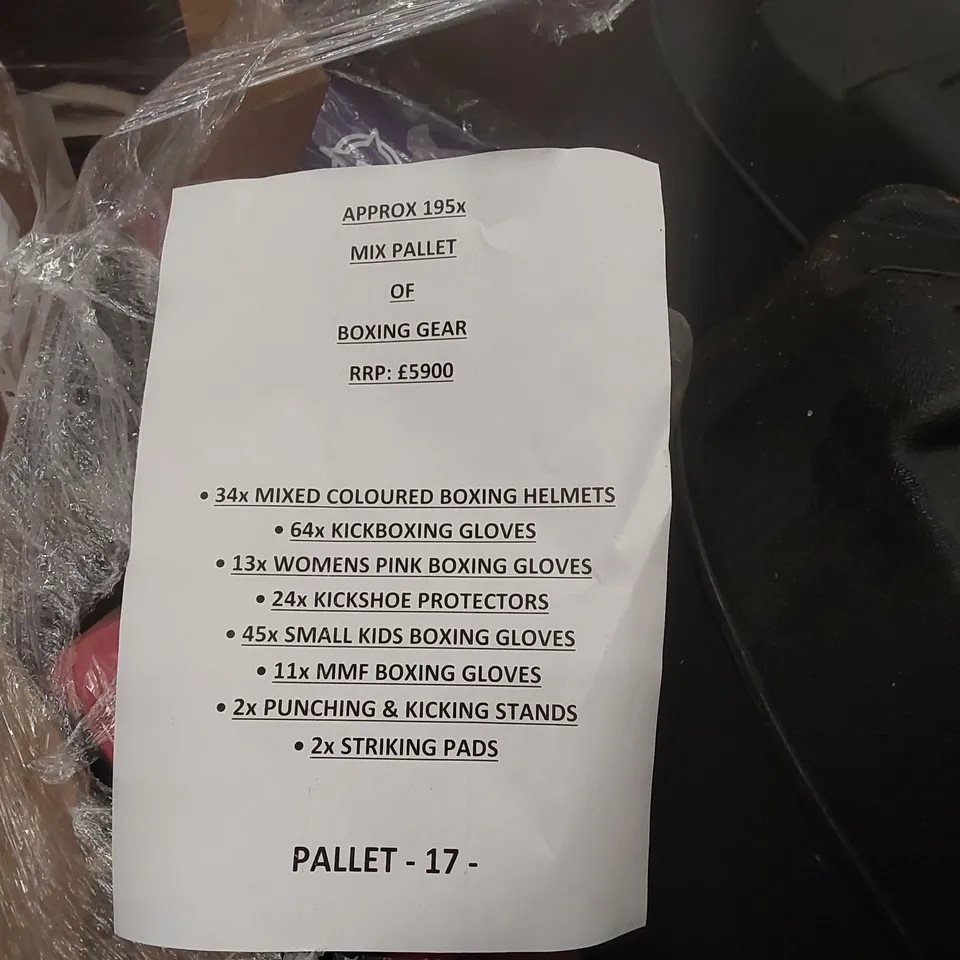 APPROX 195x
MIX PALLET
OF
BOXING GEAR
RRP: £5900
• 34x MIXED COLOURED BOXING HELMETS
• 64x KICKBOXING GLOVES
• 13x WOMENS PINK BOXING GLOVES
• 24x KICKSHOE PROTECTORS
• 45x SMALL KIDS BOXING GLOVES
• 11x MMF BOXING GLOVES
• 2x PUNCHING & KICKING STANDS
• 2x STRIKING PADS
PALLET - 17 -